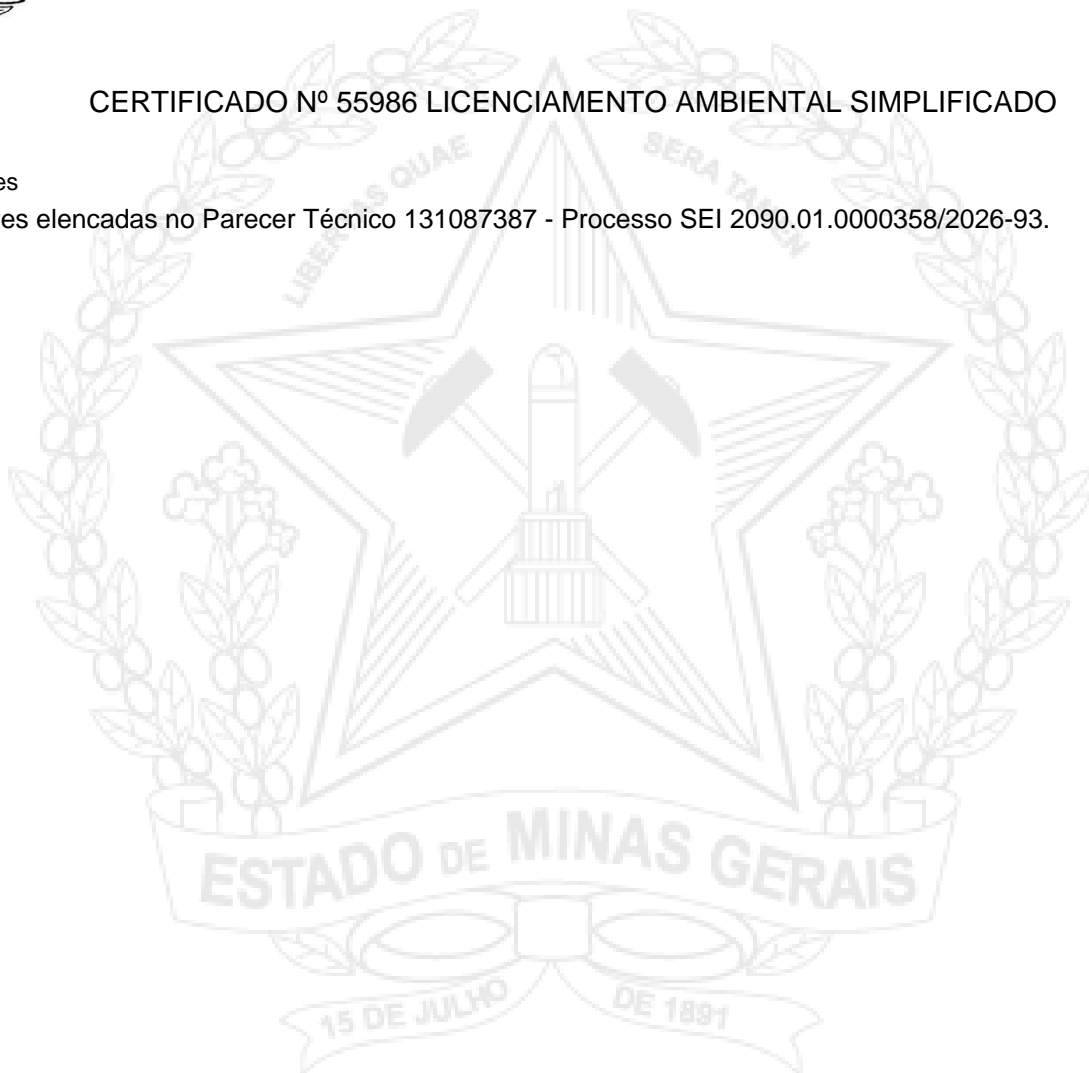 CERTIFICADO Nº 55986 LICENCIAMENTO AMBIENTAL SIMPLIFICADO
es
es elencadas no Parecer Técnico 131087387 - Processo SEI 2090.01.0000358/2026-93.
LIBERTAS QUAE SERA TAMEN
ESTADO DE MINAS GERAIS
15 DE JULHO DE 1891